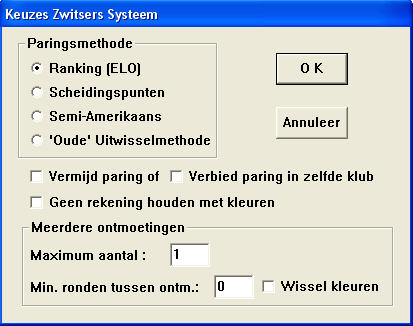 Keuzes Zwitsers Systeem
Paringsmethode
Ranking (ELO)
Scheidingspunten
Semi-Amerikaans
'Oude' Uitwisselmethode
O K
Annuleer
Vermijd paring of Verbied paring in zelfde klub
Geen rekening houden met kleuren
Meerdere ontmoetingen
Maximum aantal : 1
Min. ronden tussen ontm.: 0 Wissel kleuren